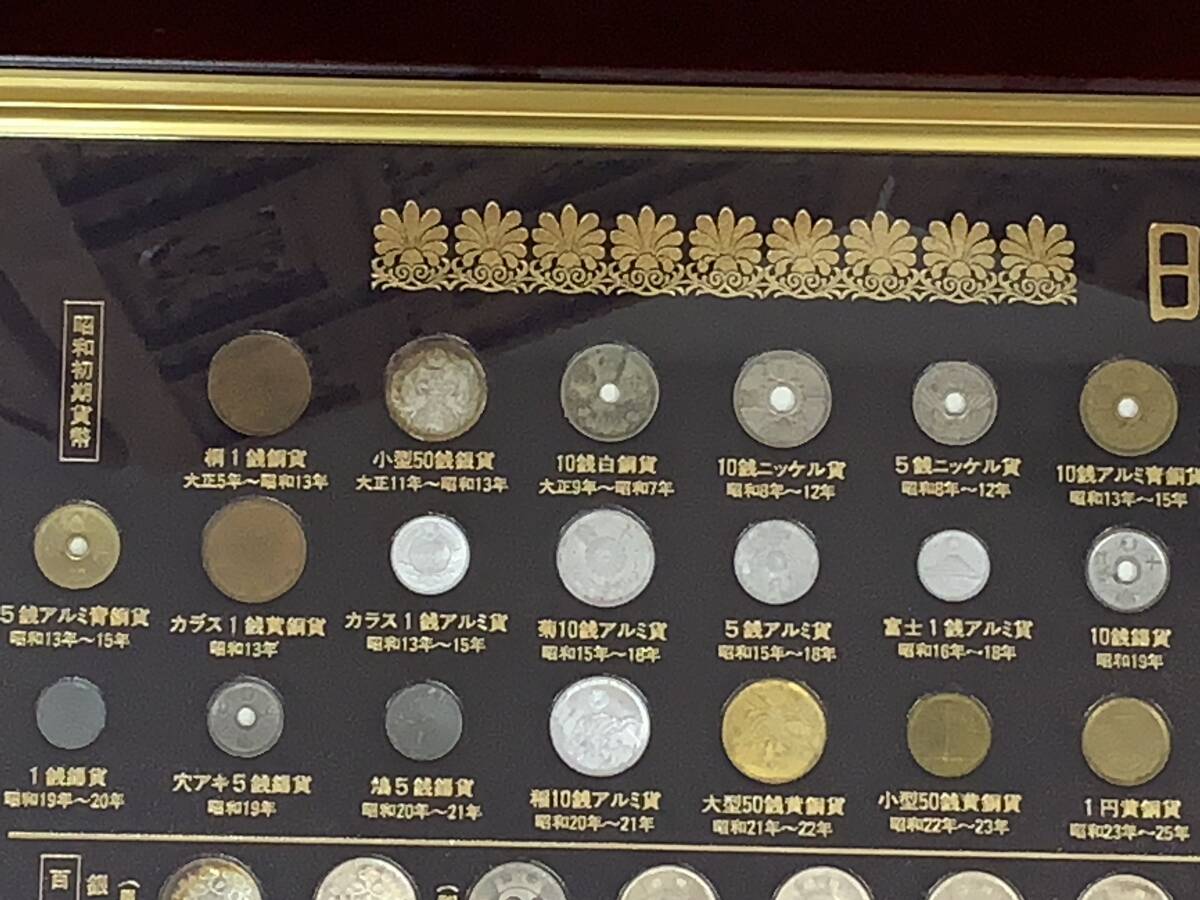 日
昭和初期貨幣
桐1銭銅貨
大正5年～昭和13年
小型50銭銀貨
大正11年～昭和13年
10銭白銅貨
大正9年～昭和7年
10銭ニッケル貨
昭和8年～12年
5銭ニッケル貨
昭和8年～12年
10銭アルミ青銅貨
昭和13年～15年
5銭アルミ青銅貨
昭和13年～15年
カラス1銭黄銅貨
昭和13年
カラス1銭アルミ貨
昭和13年～15年
菊10銭アルミ貨
昭和15年～18年
5銭アルミ貨
昭和15年～18年
富士1銭アルミ貨
昭和16年～18年
10銭錫貨
昭和19年
1銭錫貨
昭和19年～20年
穴アキ5銭錫貨
昭和19年
鳩5銭錫貨
昭和20年～21年
稲10銭アルミ貨
昭和20年～21年
大型50銭黄銅貨
昭和21年～22年
小型50銭黄銅貨
昭和22年～23年
1円黄銅貨
昭和23年～25年
百
銀